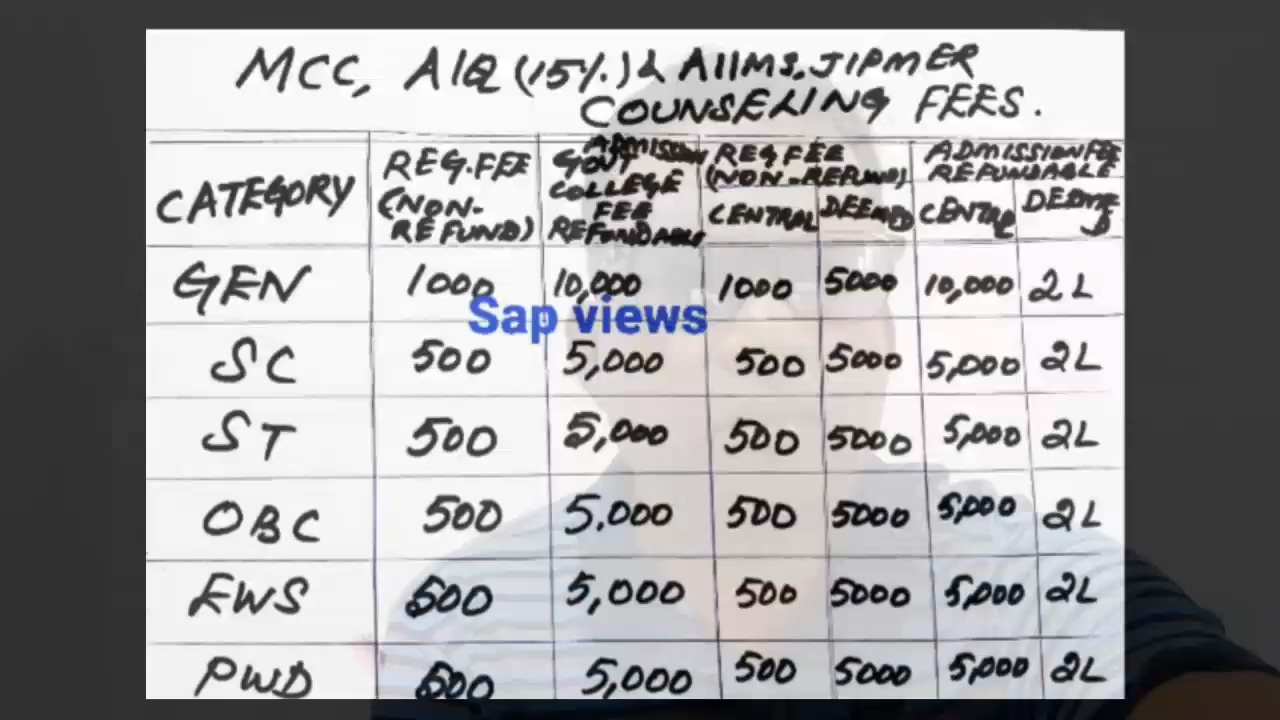 MCC, AIQ (15%) & AIIMS, JIPMER
COUNSELING FEES.
CATEGORY
REG.FEE
(NON-
REFUND)
ADMISSION
GOVT
COLLEGE
FEE
REFUNDABLE
REG FEE
(NON-REFUND)
CENTRAL
DEEMED
ADMISSION FEE
REFUNDABLE
CENTRAL
DEEMED
GEN 1000 10,000 1000 5000 10,000 2L
Sap views
SC 500 5,000 500 5000 5,000 2L
ST 500 5,000 500 5000 5,000 2L
OBC 500 5.000 500 5000 5,000 2L
EWS 500 5,000 500 5000 5,000 2L
PWD 500 5,000 500 5000 5,000 2L